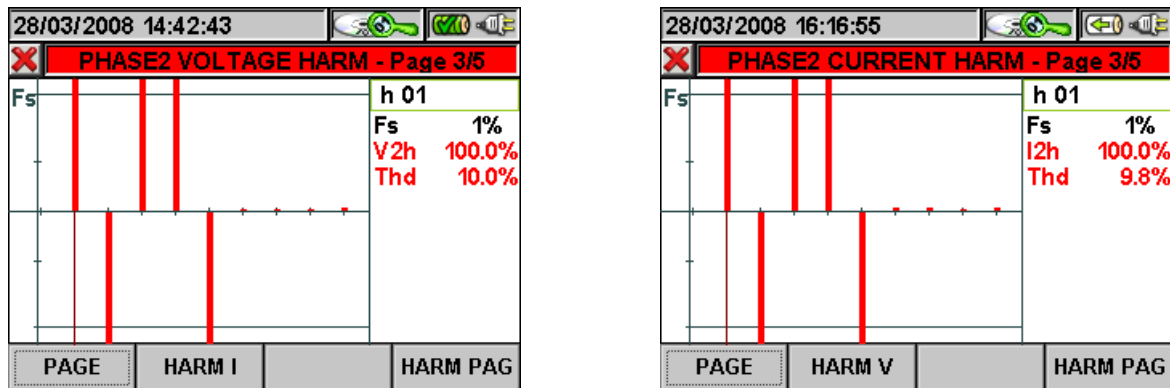 28/03/2008 14:42:43
PHASE2 VOLTAGE HARM - Page 3/5
Fs
h 01
Fs 1%
V2h 100.0%
Thd 10.0%
PAGE HARM I HARM PAG
28/03/2008 16:16:55
PHASE2 CURRENT HARM - Page 3/5
Fs
h 01
Fs 1%
I2h 100.0%
Thd 9.8%
PAGE HARM V HARM PAG